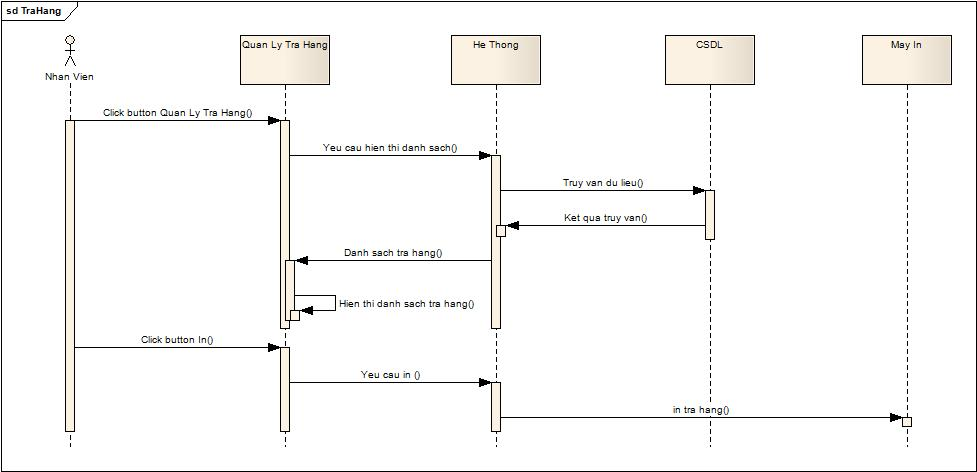 sd TraHang
Nhan Vien
Quan Ly Tra Hang
He Thong
CSDL
May In
Click button Quan Ly Tra Hang()
Yeu cau hien thi danh sach()
Truy van du lieu()
Ket qua truy van()
Danh sach tra hang()
Hien thi danh sach tra hang()
Click button In()
Yeu cau in ()
in tra hang()